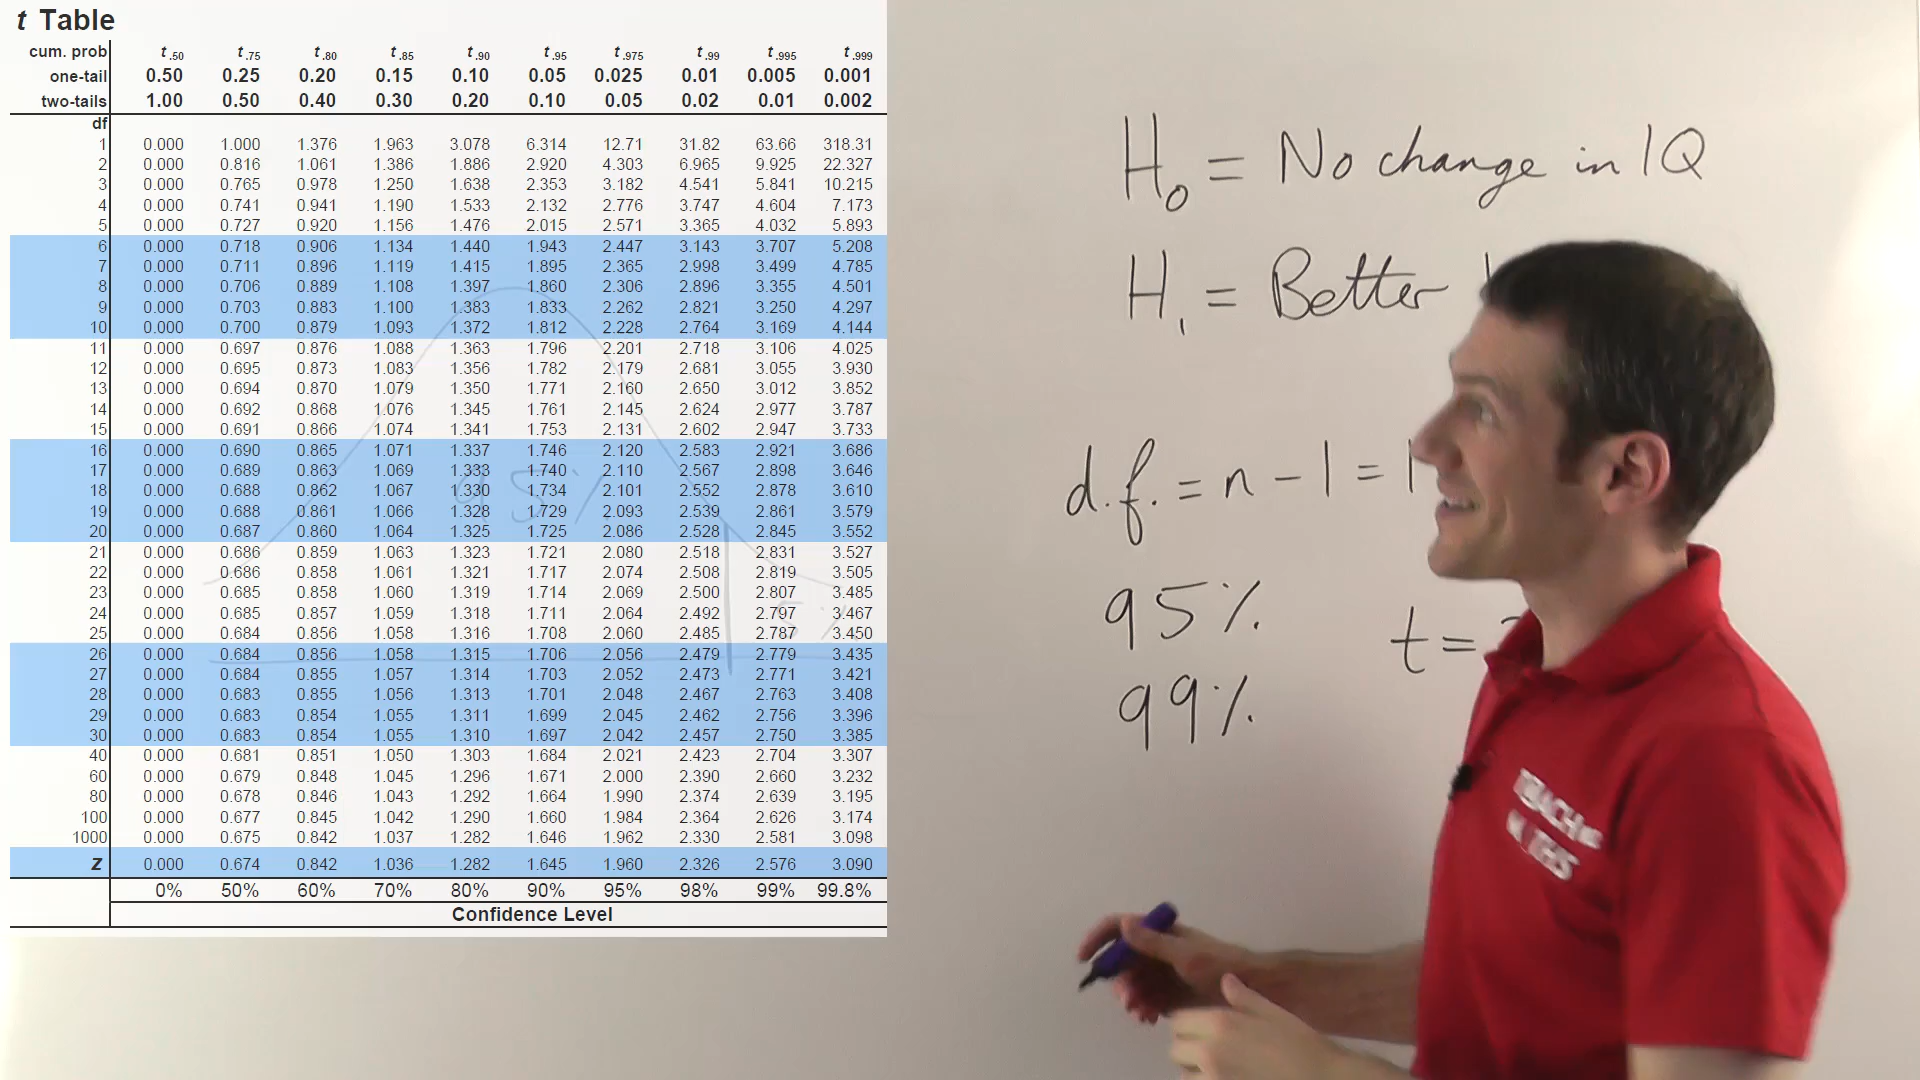 t Table
cum. prob t.50 t.75 t.80 t.85 t.90 t.95 t.975 t.99 t.995 t.999
one-tail 0.50 0.25 0.20 0.15 0.10 0.05 0.025 0.01 0.005 0.001
two-tails 1.00 0.50 0.40 0.30 0.20 0.10 0.05 0.02 0.01 0.002
df
1 0.000 1.000 1.376 1.963 3.078 6.314 12.71 31.82 63.66 318.31
2 0.000 0.816 1.061 1.386 1.886 2.920 4.303 6.965 9.925 22.327
3 0.000 0.765 0.978 1.250 1.638 2.353 3.182 4.541 5.841 10.215
4 0.000 0.741 0.941 1.190 1.533 2.132 2.776 3.747 4.604 7.173
5 0.000 0.727 0.920 1.156 1.476 2.015 2.571 3.365 4.032 5.893
6 0.000 0.718 0.906 1.134 1.440 1.943 2.447 3.143 3.707 5.208
7 0.000 0.711 0.896 1.119 1.415 1.895 2.365 2.998 3.499 4.785
8 0.000 0.706 0.889 1.108 1.397 1.860 2.306 2.896 3.355 4.501
9 0.000 0.703 0.883 1.100 1.383 1.833 2.262 2.821 3.250 4.297
10 0.000 0.700 0.879 1.093 1.372 1.812 2.228 2.764 3.169 4.144
11 0.000 0.697 0.876 1.088 1.363 1.796 2.201 2.718 3.106 4.025
12 0.000 0.695 0.873 1.083 1.356 1.782 2.179 2.681 3.055 3.930
13 0.000 0.694 0.870 1.079 1.350 1.771 2.160 2.650 3.012 3.852
14 0.000 0.692 0.868 1.076 1.345 1.761 2.145 2.624 2.977 3.787
15 0.000 0.691 0.866 1.074 1.341 1.753 2.131 2.602 2.947 3.733
16 0.000 0.690 0.865 1.071 1.337 1.746 2.120 2.583 2.921 3.686
17 0.000 0.689 0.863 1.069 1.333 1.740 2.110 2.567 2.898 3.646
18 0.000 0.688 0.862 1.067 1.330 1.734 2.101 2.552 2.878 3.610
19 0.000 0.688 0.861 1.066 1.328 1.729 2.093 2.539 2.861 3.579
20 0.000 0.687 0.860 1.064 1.325 1.725 2.086 2.528 2.845 3.552
21 0.000 0.686 0.859 1.063 1.323 1.721 2.080 2.518 2.831 3.527
22 0.000 0.686 0.858 1.061 1.321 1.717 2.074 2.508 2.819 3.505
23 0.000 0.685 0.858 1.060 1.319 1.714 2.069 2.500 2.807 3.485
24 0.000 0.685 0.857 1.059 1.318 1.711 2.064 2.492 2.797 3.467
25 0.000 0.684 0.856 1.058 1.316 1.708 2.060 2.485 2.787 3.450
26 0.000 0.684 0.856 1.058 1.315 1.706 2.056 2.479 2.779 3.435
27 0.000 0.684 0.855 1.057 1.314 1.703 2.052 2.473 2.771 3.421
28 0.000 0.683 0.855 1.056 1.313 1.701 2.048 2.467 2.763 3.408
29 0.000 0.683 0.854 1.055 1.311 1.699 2.045 2.462 2.756 3.396
30 0.000 0.683 0.854 1.055 1.310 1.697 2.042 2.457 2.750 3.385
40 0.000 0.681 0.851 1.050 1.303 1.684 2.021 2.423 2.704 3.307
60 0.000 0.679 0.848 1.045 1.296 1.671 2.000 2.390 2.660 3.232
80 0.000 0.678 0.846 1.043 1.292 1.664 1.990 2.374 2.639 3.195
100 0.000 0.677 0.845 1.042 1.290 1.660 1.984 2.364 2.626 3.174
1000 0.000 0.675 0.842 1.037 1.282 1.646 1.962 2.330 2.581 3.098
z 0.000 0.674 0.842 1.036 1.282 1.645 1.960 2.326 2.576 3.090
0% 50% 60% 70% 80% 90% 95% 98% 99% 99.8%
Confidence Level
95%
5%
H0 = No change in IQ
H1 = Better
d.f. = n - 1 = 1
95%
t =
99%